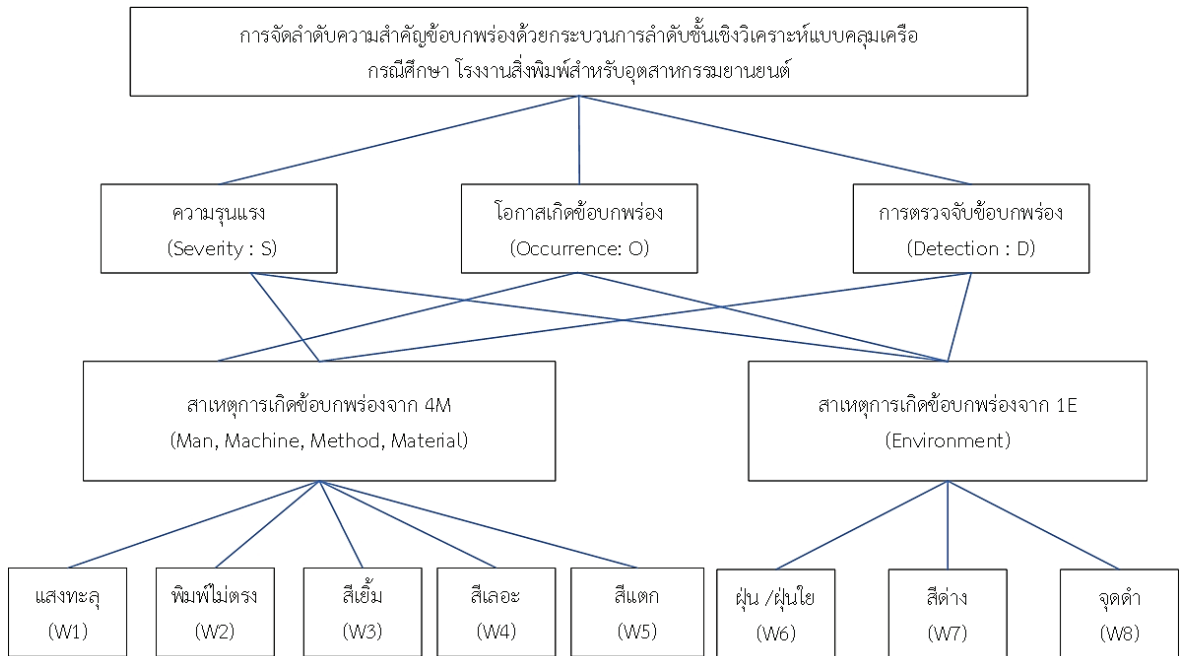 การจัดลำดับความสำคัญข้อบกพร่องด้วยกระบวนการลำดับชั้นเชิงวิเคราะห์แบบคลุมเครือ
กรณีศึกษา โรงงานสิ่งพิมพ์สำหรับอุตสาหกรรมยานยนต์
ความรุนแรง
(Severity : S)
โอกาสเกิดข้อบกพร่อง
(Occurrence: O)
การตรวจจับข้อบกพร่อง
(Detection : D)
สาเหตุการเกิดข้อบกพร่องจาก 4M
(Man, Machine, Method, Material)
สาเหตุการเกิดข้อบกพร่องจาก 1E
(Environment)
แสงทะลุ
(W1)
พิมพ์ไม่ตรง
(W2)
สีเยิ้ม
(W3)
สีเลอะ
(W4)
สีแตก
(W5)
ฝุ่น /ฝุ่นใย
(W6)
สีด่าง
(W7)
จุดดำ
(W8)